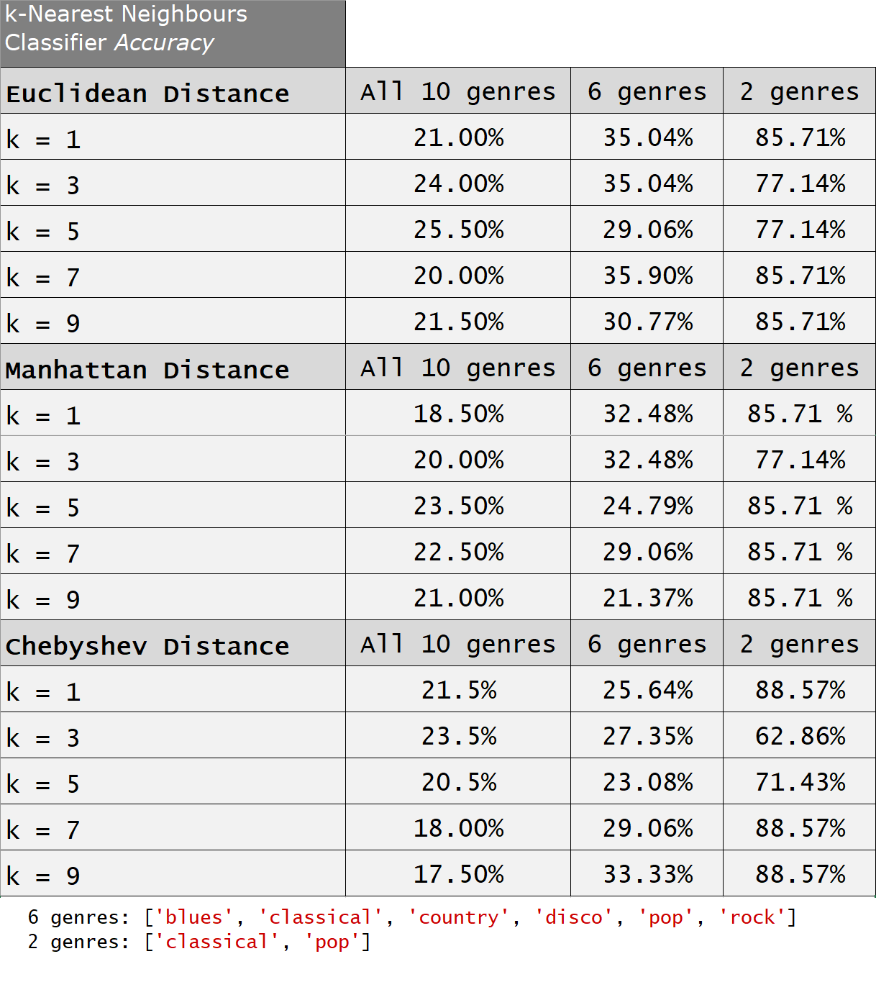 k-Nearest Neighbours
Classifier Accuracy
Euclidean Distance All 10 genres 6 genres 2 genres
k = 1 21.00% 35.04% 85.71%
k = 3 24.00% 35.04% 77.14%
k = 5 25.50% 29.06% 77.14%
k = 7 20.00% 35.90% 85.71%
k = 9 21.50% 30.77% 85.71%
Manhattan Distance All 10 genres 6 genres 2 genres
k = 1 18.50% 32.48% 85.71 %
k = 3 20.00% 32.48% 77.14%
k = 5 23.50% 24.79% 85.71 %
k = 7 22.50% 29.06% 85.71 %
k = 9 21.00% 21.37% 85.71 %
Chebyshev Distance All 10 genres 6 genres 2 genres
k = 1 21.5% 25.64% 88.57%
k = 3 23.5% 27.35% 62.86%
k = 5 20.5% 23.08% 71.43%
k = 7 18.00% 29.06% 88.57%
k = 9 17.50% 33.33% 88.57%
6 genres: ['blues', 'classical', 'country', 'disco', 'pop', 'rock']
2 genres: ['classical', 'pop']